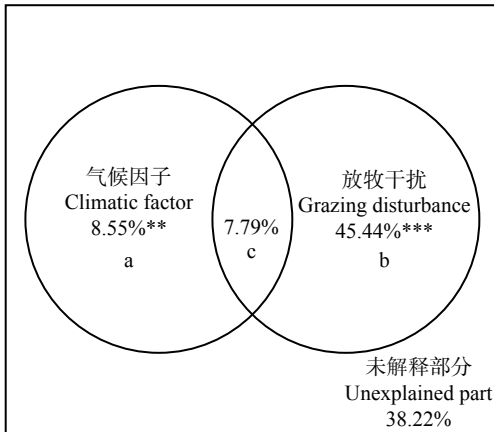 气候因子
Climatic factor
8.55%**
a
7.79%
c
放牧干扰
Grazing disturbance
45.44%***
b
未解释部分
Unexplained part
38.22%